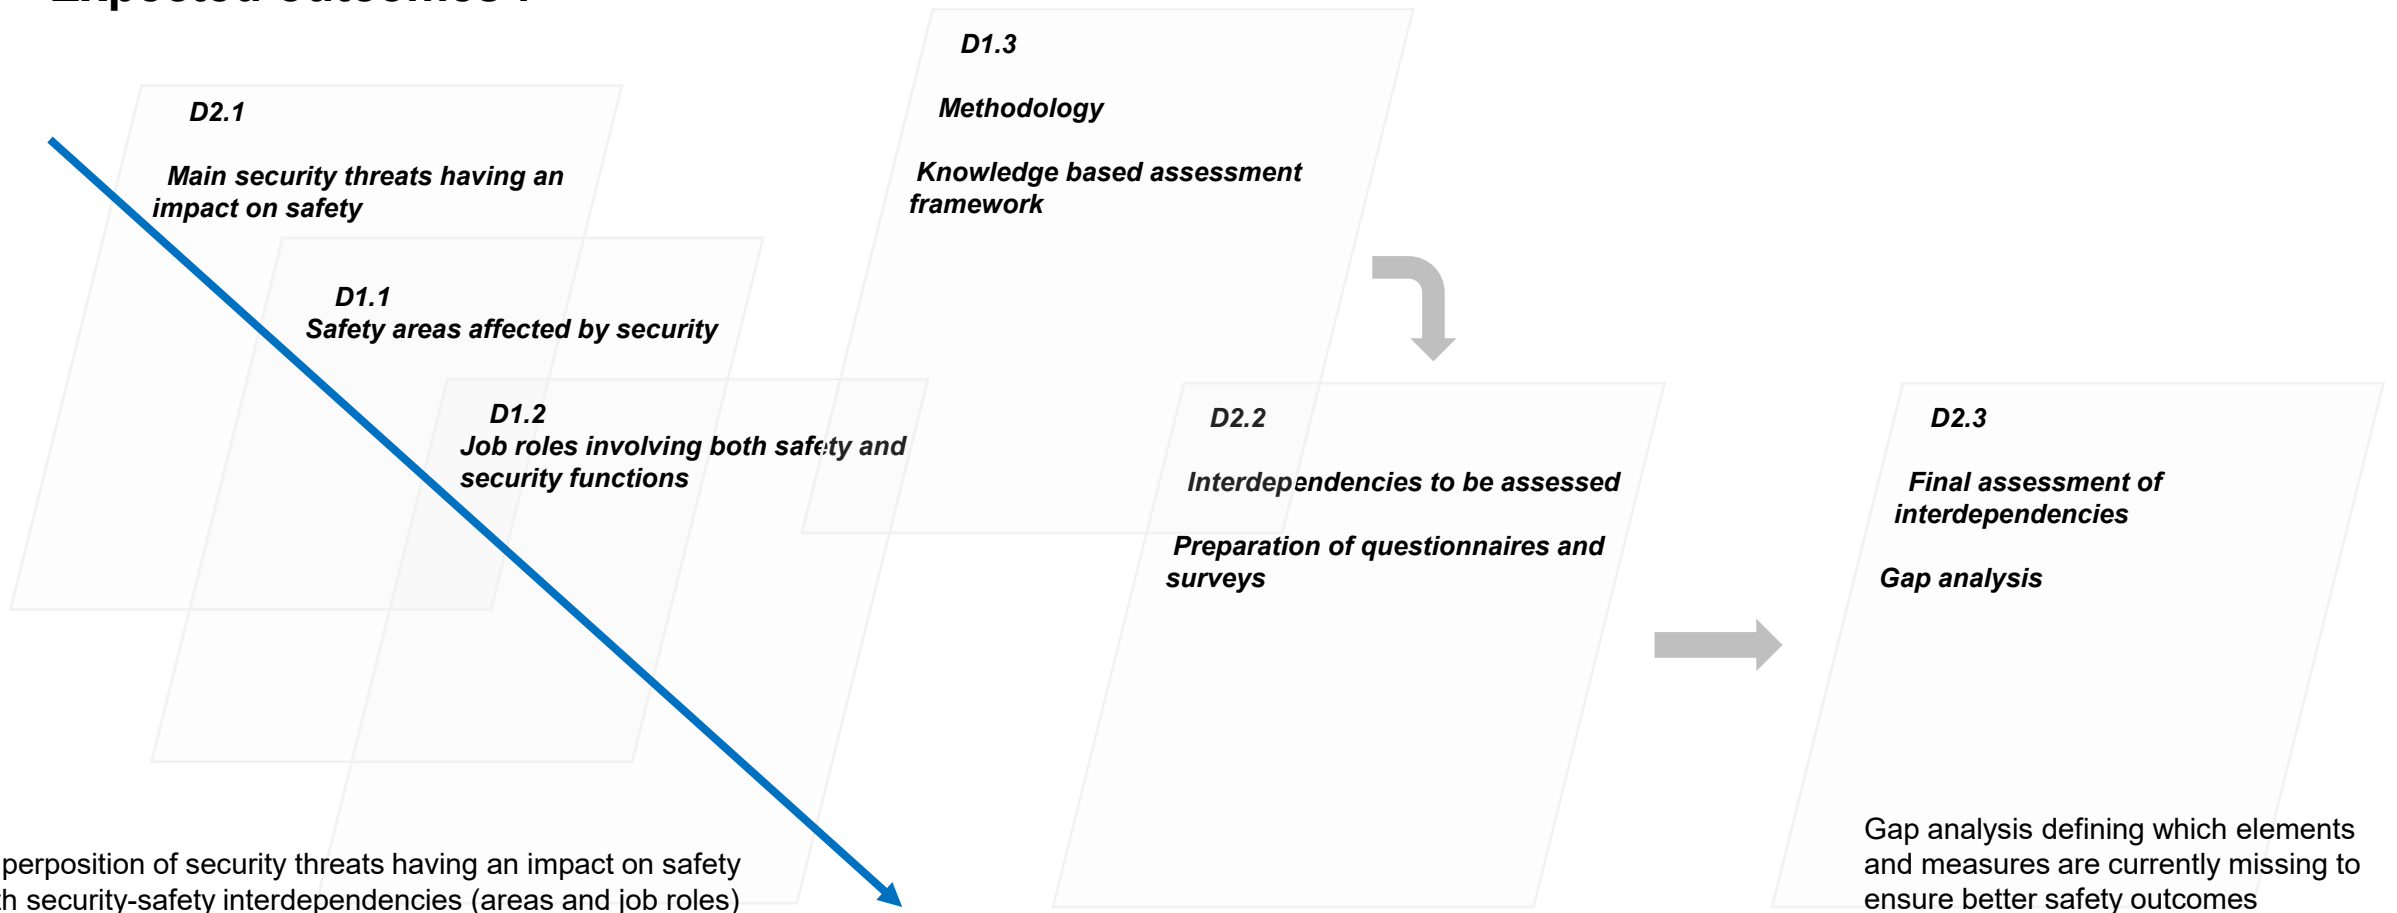 Expected outcomes :
D2.1
Main security threats having an
impact on safety
D1.1
Safety areas affected by security
D1.2
Job roles involving both safety and
security functions
D1.3
Methodology
Knowledge based assessment
framework
D2.2
Interdependencies to be assessed
Preparation of questionnaires and
surveys
D2.3
Final assessment of
interdependencies
Gap analysis
perposition of security threats having an impact on safety
th security-safety interdependencies (areas and job roles)
Gap analysis defining which elements
and measures are currently missing to
ensure better safety outcomes